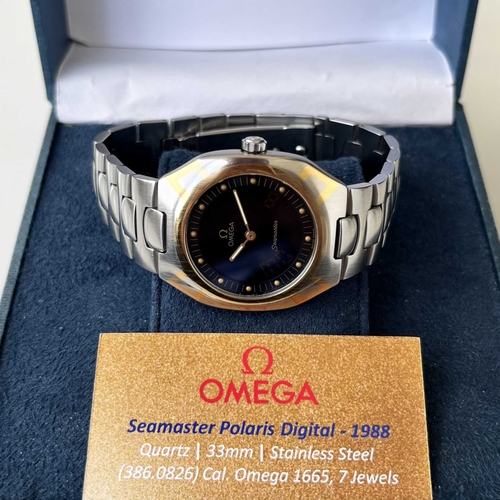 Ω
OMEGA
Seamaster
Ω
OMEGA
Seamaster Polaris Digital - 1988
Quartz | 33mm | Stainless Steel
(386.0826) Cal. Omega 1665, 7 Jewels